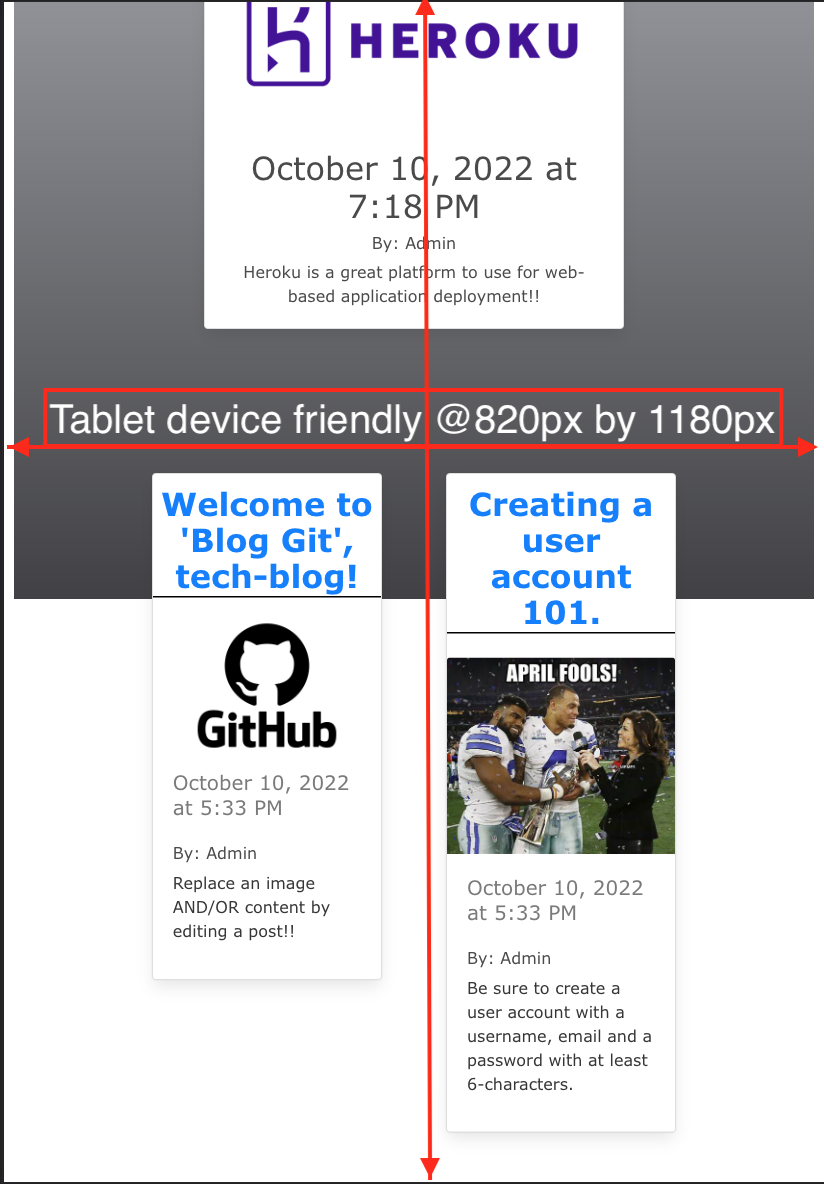 HEROKU
October 10, 2022 at
7:18 PM
By: Admin
Heroku is a great platform to use for web-
based application deployment!!
Tablet device friendly @820px by 1180px
Welcome to
'Blog Git',
tech-blog!
GitHub
October 10, 2022
at 5:33 PM
By: Admin
Replace an image
AND/OR content by
editing a post!!
Creating a
user
account
101.
APRIL FOOLS!
4
October 10, 2022
at 5:33 PM
By: Admin
Be sure to create a
user account with a
username, email and a
password with at least
6-characters.